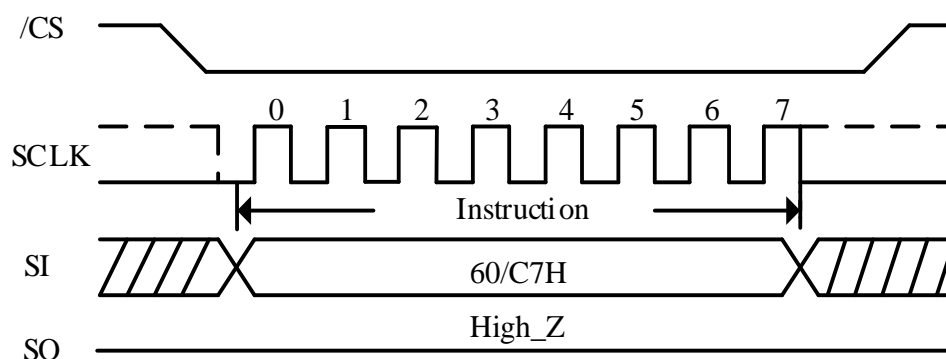 /CS
0 1 2 3 4 5 6 7
SCLK
Instruction
SI
60/C7H
High_Z
SO